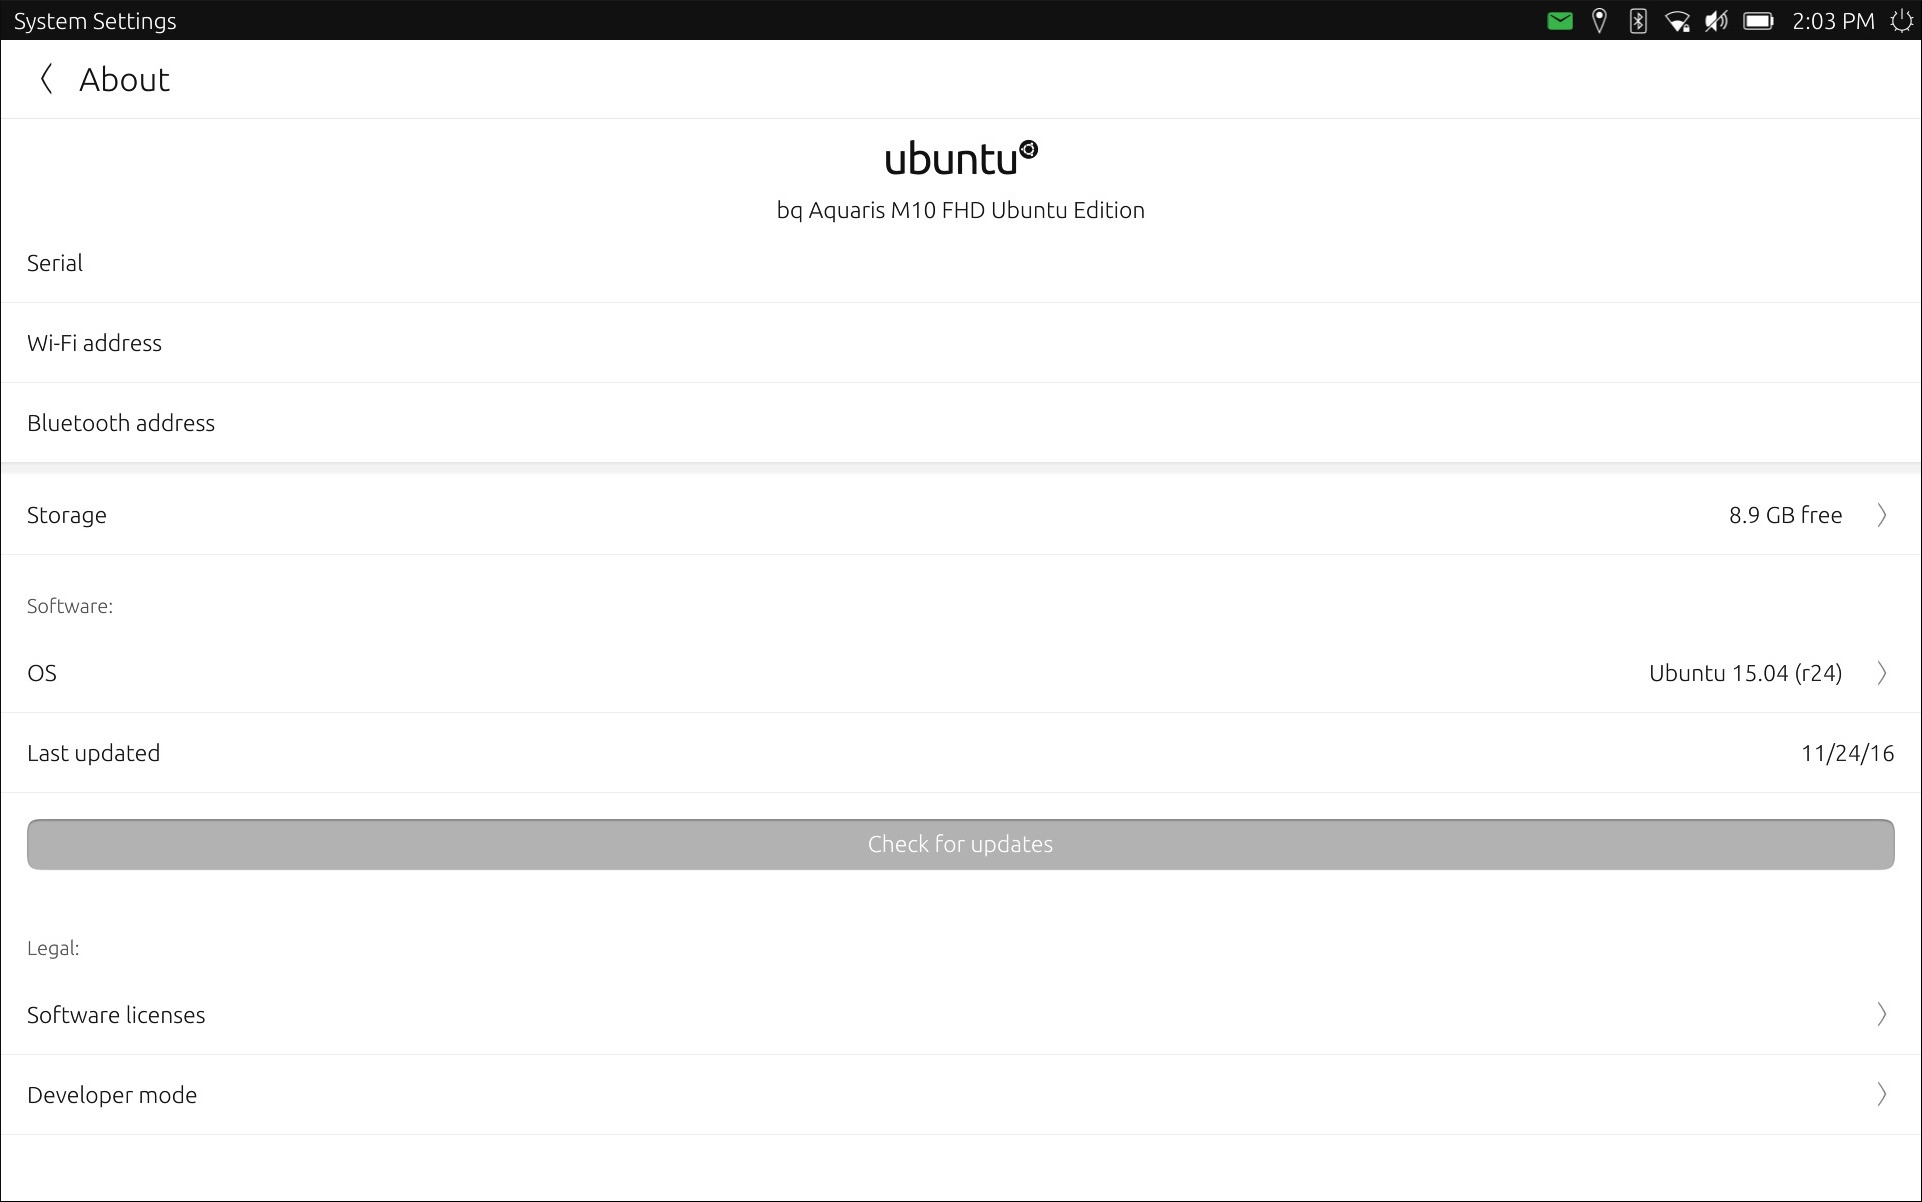 System Settings
2:03 PM
About
ubuntu
bq Aquaris M10 FHD Ubuntu Edition
Serial
Wi-Fi address
Bluetooth address
Storage 8.9 GB free
Software:
OS Ubuntu 15.04 (r24)
Last updated 11/24/16
Check for updates
Legal:
Software licenses
Developer mode